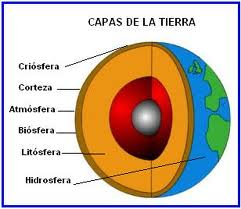 CAPAS DE LA TIERRA
Criósfera
Corteza
Atmósfera
Biósfera
Litósfera
Hidrosfera